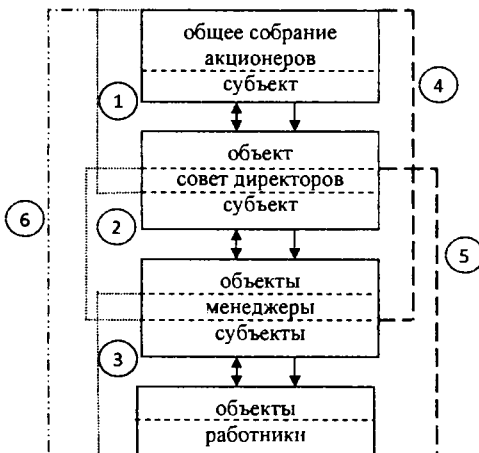 общее собрание
акционеров
субъект
1
4
объект
совет директоров
субъект
6
2
5
объекты
менеджеры
субъекты
3
объекты
работники